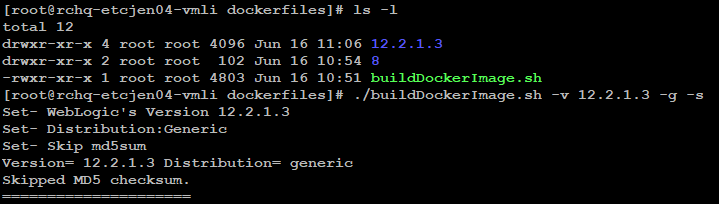 [root@rchq-etcjen04-vmli dockerfiles]# ls -l
total 12
drwxr-xr-x 4 root root 4096 Jun 16 11:06 12.2.1.3
drwxr-xr-x 2 root root  102 Jun 16 10:54 8
-rwxr-xr-x 1 root root 4803 Jun 16 10:51 buildDockerImage.sh
[root@rchq-etcjen04-vmli dockerfiles]# ./buildDockerImage.sh -v 12.2.1.3 -g -s
Set- WebLogic's Version 12.2.1.3
Set- Distribution:Generic
Set- Skip md5sum
Version= 12.2.1.3 Distribution= generic
Skipped MD5 checksum.
=====================